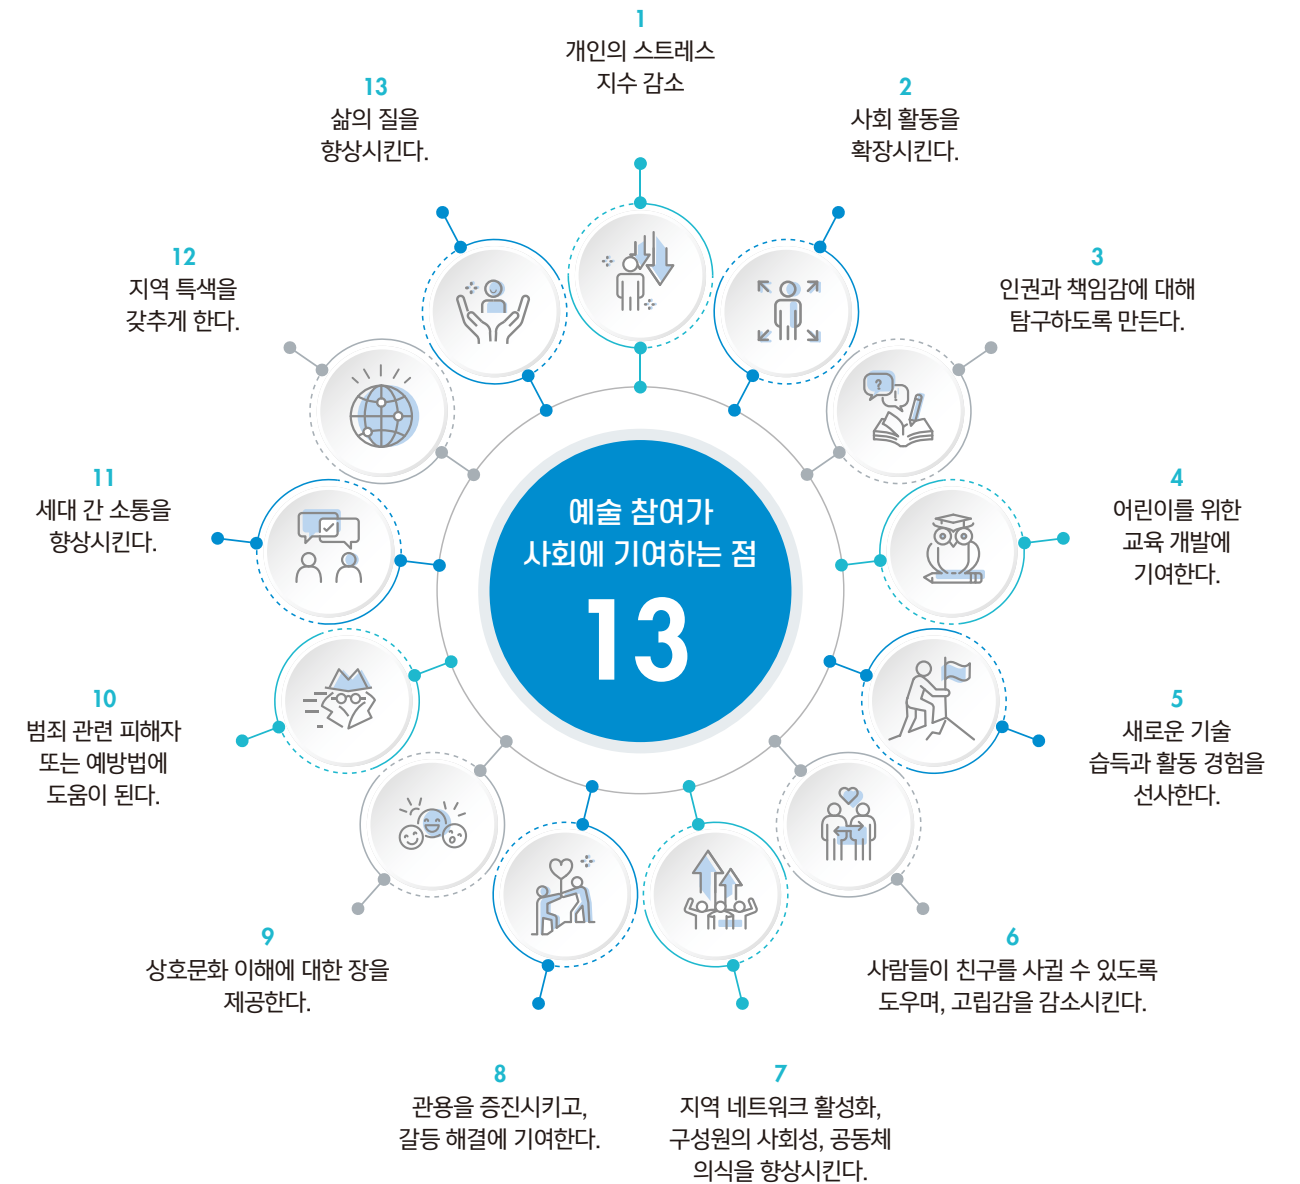 예술 참여가
사회에 기여하는 점
13
1
개인의 스트레스
지수 감소
2
사회 활동을
확장시킨다.
3
인권과 책임감에 대해
탐구하도록 만든다.
4
어린이를 위한
교육 개발에
기여한다.
5
새로운 기술
습득과 활동 경험을
선사한다.
6
사람들이 친구를 사귈 수 있도록
도우며, 고립감을 감소시킨다.
7
지역 네트워크 활성화,
구성원의 사회성, 공동체
의식을 향상시킨다.
8
관용을 증진시키고,
갈등 해결에 기여한다.
9
상호문화 이해에 대한 장을
제공한다.
10
범죄 관련 피해자
또는 예방법에
도움이 된다.
11
세대 간 소통을
향상시킨다.
12
지역 특색을
갖추게 한다.
13
삶의 질을
향상시킨다.